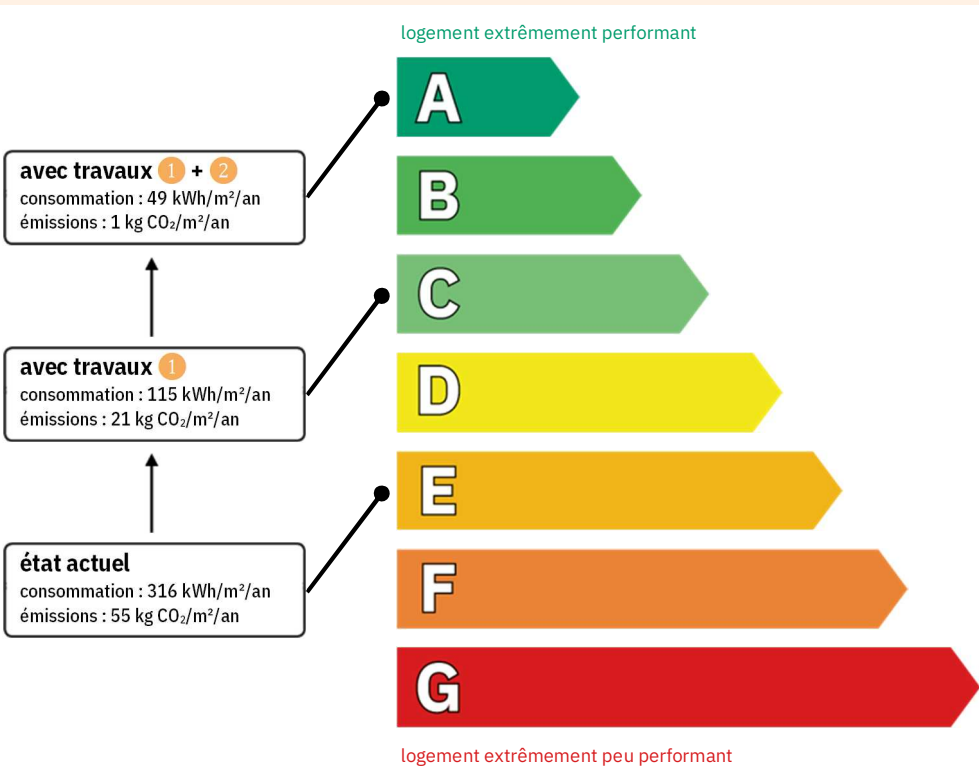 logement extrêmement performant
A
avec travaux 1 + 2
consommation : 49 kWh/m²/an
émissions : 1 kg CO₂/m²/an
B
C
avec travaux 1
consommation : 115 kWh/m²/an
émissions : 21 kg CO₂/m²/an
D
E
état actuel
consommation : 316 kWh/m²/an
émissions : 55 kg CO₂/m²/an
F
G
logement extrêmement peu performant